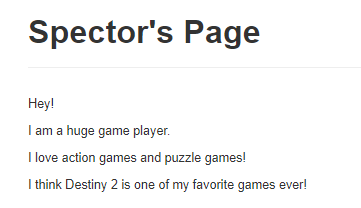 Spector's Page
Hey!
I am a huge game player.
I love action games and puzzle games!
I think Destiny 2 is one of my favorite games ever!